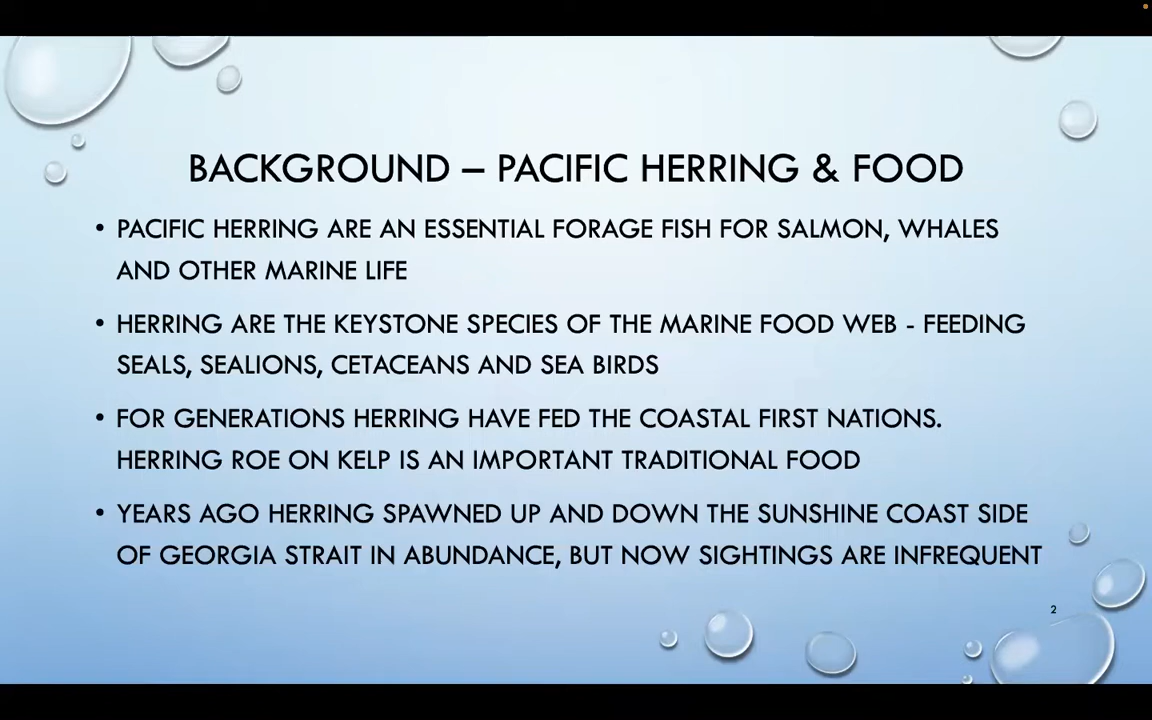 BACKGROUND – PACIFIC HERRING & FOOD
• PACIFIC HERRING ARE AN ESSENTIAL FORAGE FISH FOR SALMON, WHALES
AND OTHER MARINE LIFE
• HERRING ARE THE KEYSTONE SPECIES OF THE MARINE FOOD WEB - FEEDING
SEALS, SEALIONS, CETACEANS AND SEA BIRDS
• FOR GENERATIONS HERRING HAVE FED THE COASTAL FIRST NATIONS.
HERRING ROE ON KELP IS AN IMPORTANT TRADITIONAL FOOD
• YEARS AGO HERRING SPAWNED UP AND DOWN THE SUNSHINE COAST SIDE
OF GEORGIA STRAIT IN ABUNDANCE, BUT NOW SIGHTINGS ARE INFREQUENT
2